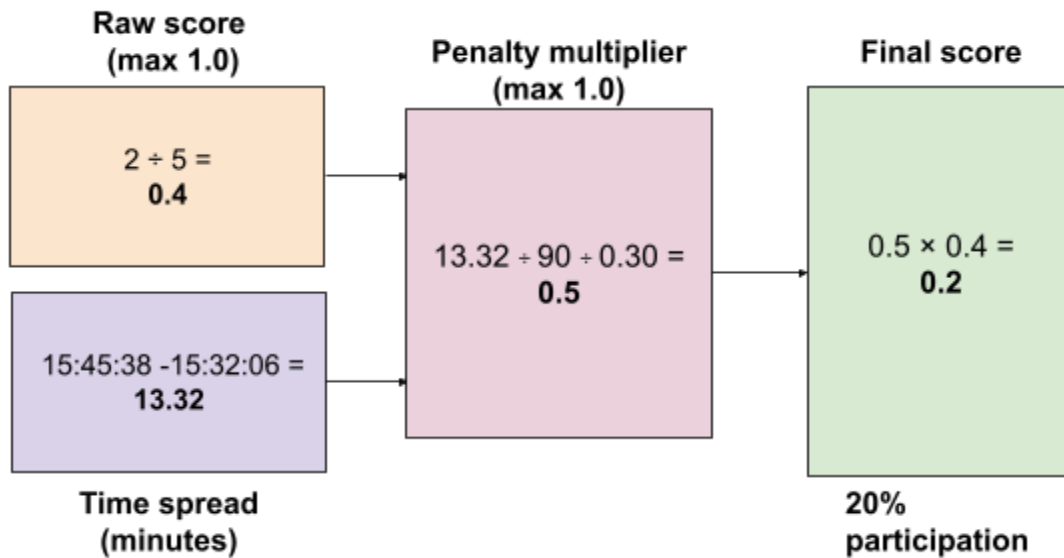 Raw score
(max 1.0)
2 ÷ 5 =
0.4
15:45:38 -15:32:06 =
13.32
Time spread
(minutes)
Penalty multiplier
(max 1.0)
13.32 ÷ 90 ÷ 0.30 =
0.5
Final score
0.5 × 0.4 =
0.2
20%
participation